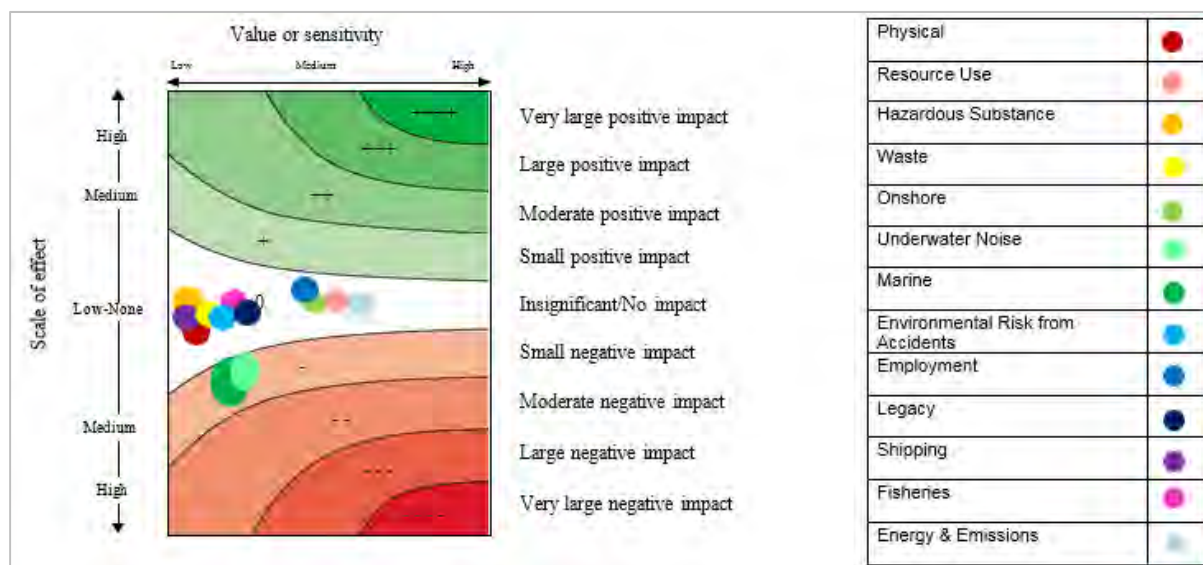 Value or sensitivity
Low Medium High
Scale of effect
High
Medium
Low-None
Medium
High
++++
+++
++
+
0
-
- -
- - -
Very large positive impact
Large positive impact
Moderate positive impact
Small positive impact
Insignificant/No impact
Small negative impact
Moderate negative impact
Large negative impact
Very large negative impact
Physical
Resource Use
Hazardous Substance
Waste
Onshore
Underwater Noise
Marine
Environmental Risk from
Accidents
Employment
Legacy
Shipping
Fisheries
Energy & Emissions